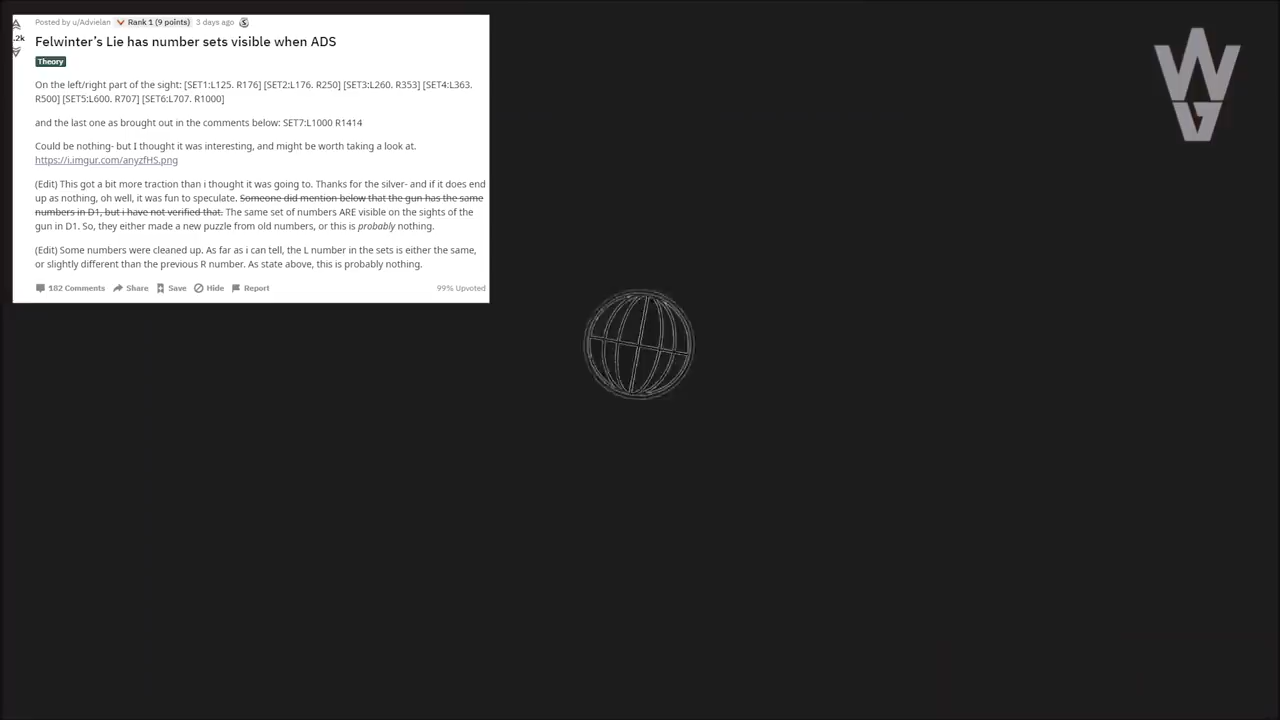 Posted by u/Advielan Rank 1 (9 points) 3 days ago
.2k
Felwinter's Lie has number sets visible when ADS
Theory
On the left/right part of the sight: [SET1:L125. R176] [SET2:L176. R250] [SET3:L260. R353] [SET4:L363.
R500] [SET5:L600. R707] [SET6:L707. R1000]
and the last one as brought out in the comments below: SET7:L1000 R1414
Could be nothing- but I thought it was interesting, and might be worth taking a look at.
https://i.imgur.com/anyzfHS.png
(Edit) This got a bit more traction than i thought it was going to. Thanks for the silver- and if it does end
up as nothing, oh well, it was fun to speculate. Someone did mention below that the gun has the same
numbers in D1, but i have not verified that. The same set of numbers ARE visible on the sights of the
gun in D1. So, they either made a new puzzle from old numbers, or this is probably nothing.
(Edit) Some numbers were cleaned up. As far as i can tell, the L number in the sets is either the same,
or slightly different than the previous R number. As state above, this is probably nothing.
182 Comments Share Save Hide Report 99% Upvoted